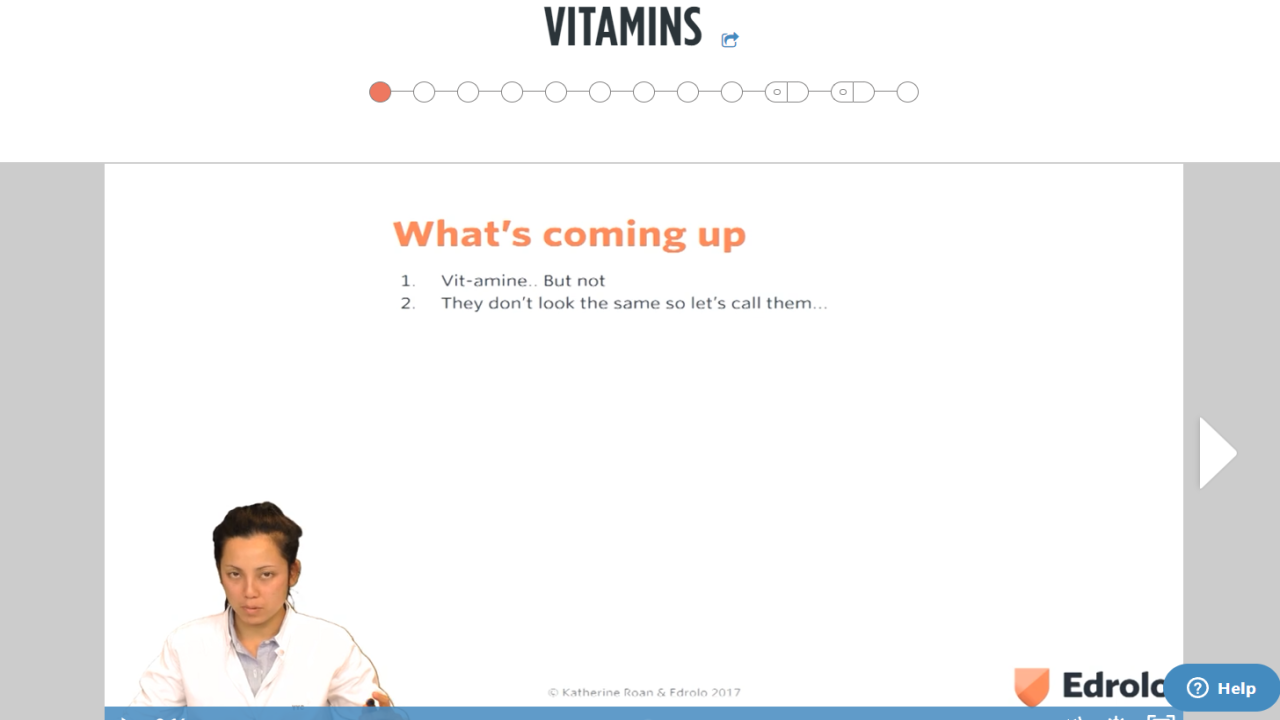 VITAMINS
What's coming up
1. Vit-amine.. But not
2. They don't look the same so let's call them...
© Katherine Roan & Edrolo 2017
Edrolo
Help